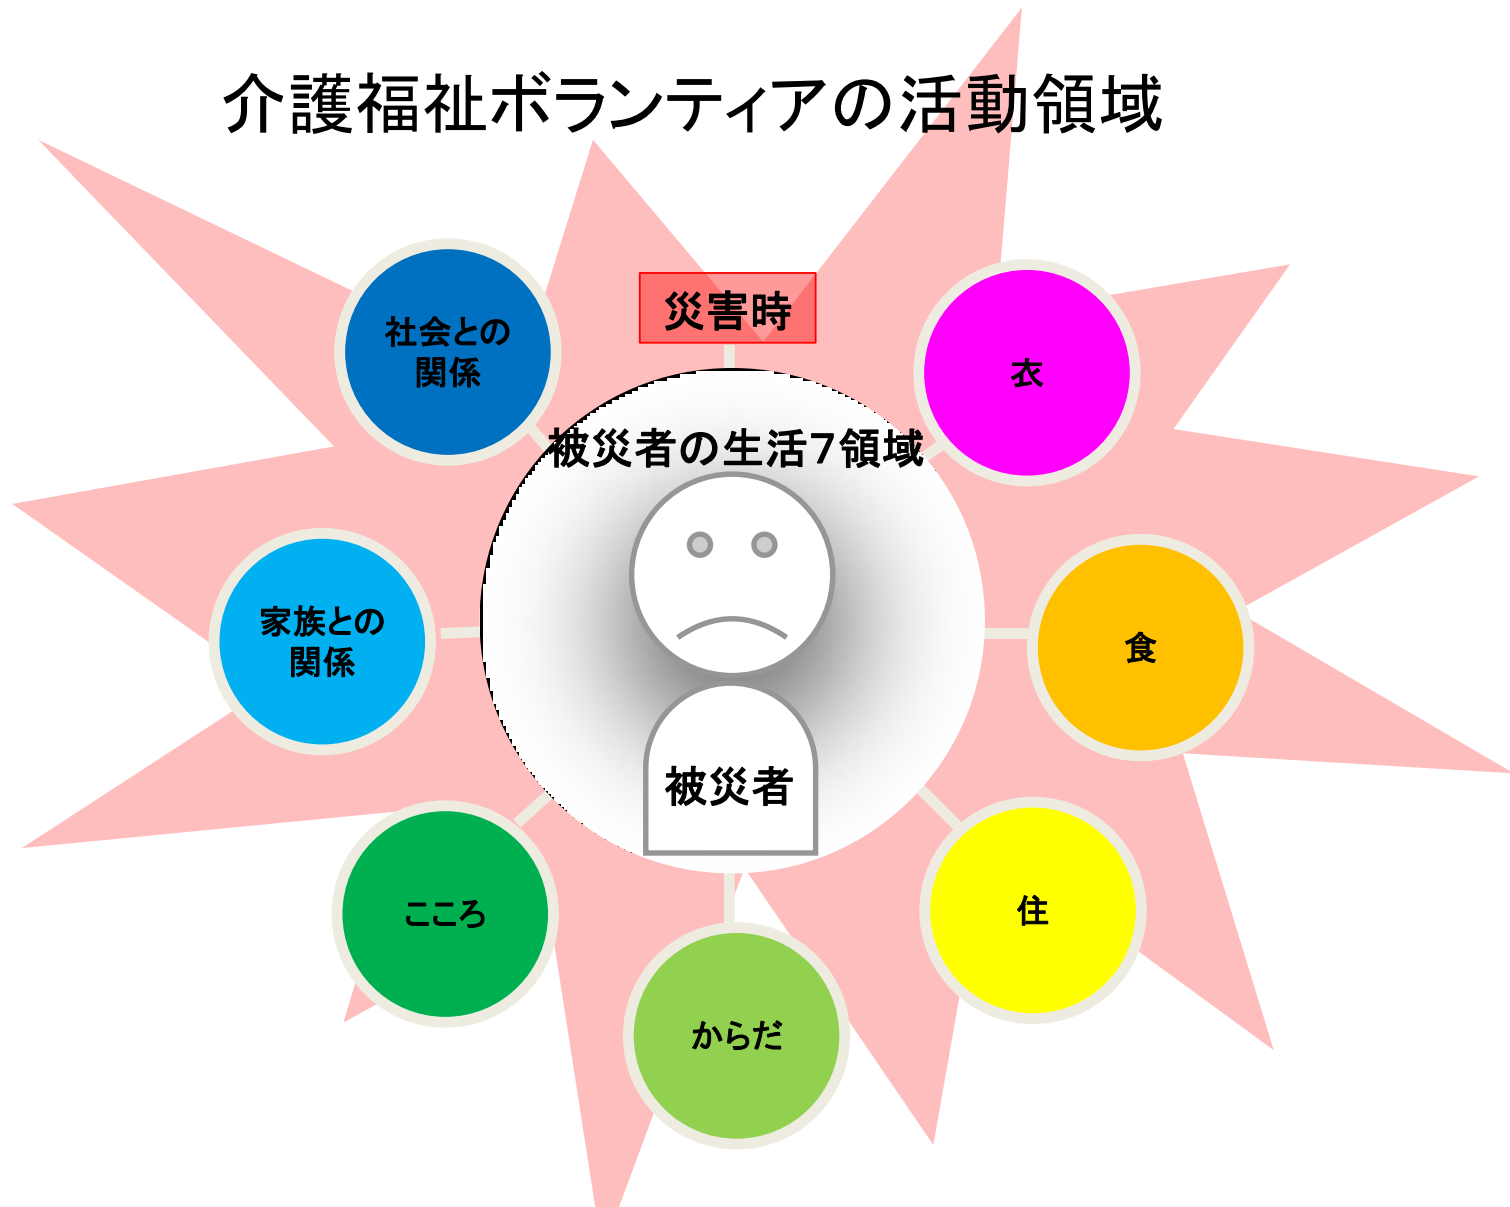 介護福祉ボランティアの活動領域
災害時
被災者の生活７領域
被災者
衣
食
住
からだ
こころ
家族との
関係
社会との
関係